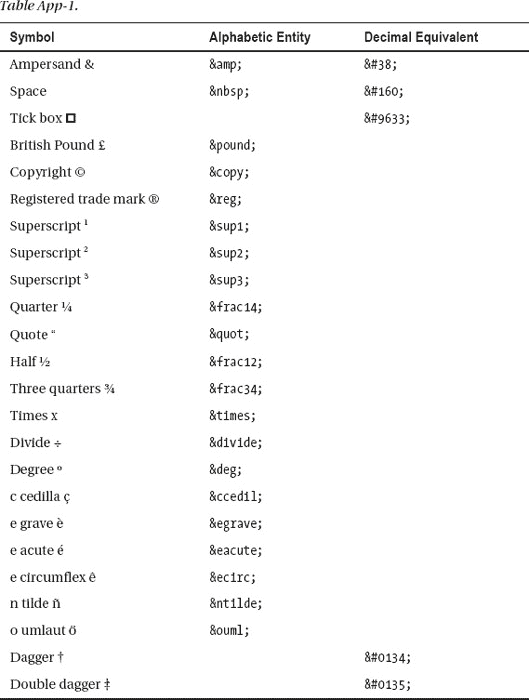 Table App-1.
Symbol Alphabetic Entity Decimal Equivalent
Ampersand & &amp; &#38;
Space &nbsp; &#160;
Tick box □ &#9633;
British Pound £ &pound;
Copyright © &copy;
Registered trade mark ® &reg;
Superscript ¹ &sup1;
Superscript ² &sup2;
Superscript ³ &sup3;
Quarter ¼ &frac14;
Quote “ &quot;
Half ½ &frac12;
Three quarters ¾ &frac34;
Times x &times;
Divide ÷ &divide;
Degree º &deg;
c cedilla ç &ccedil;
e grave è &egrave;
e acute é &eacute;
e circumflex ê &ecirc;
n tilde ñ &ntilde;
o umlaut ö &ouml;
Dagger † &#0134;
Double dagger ‡ &#0135;